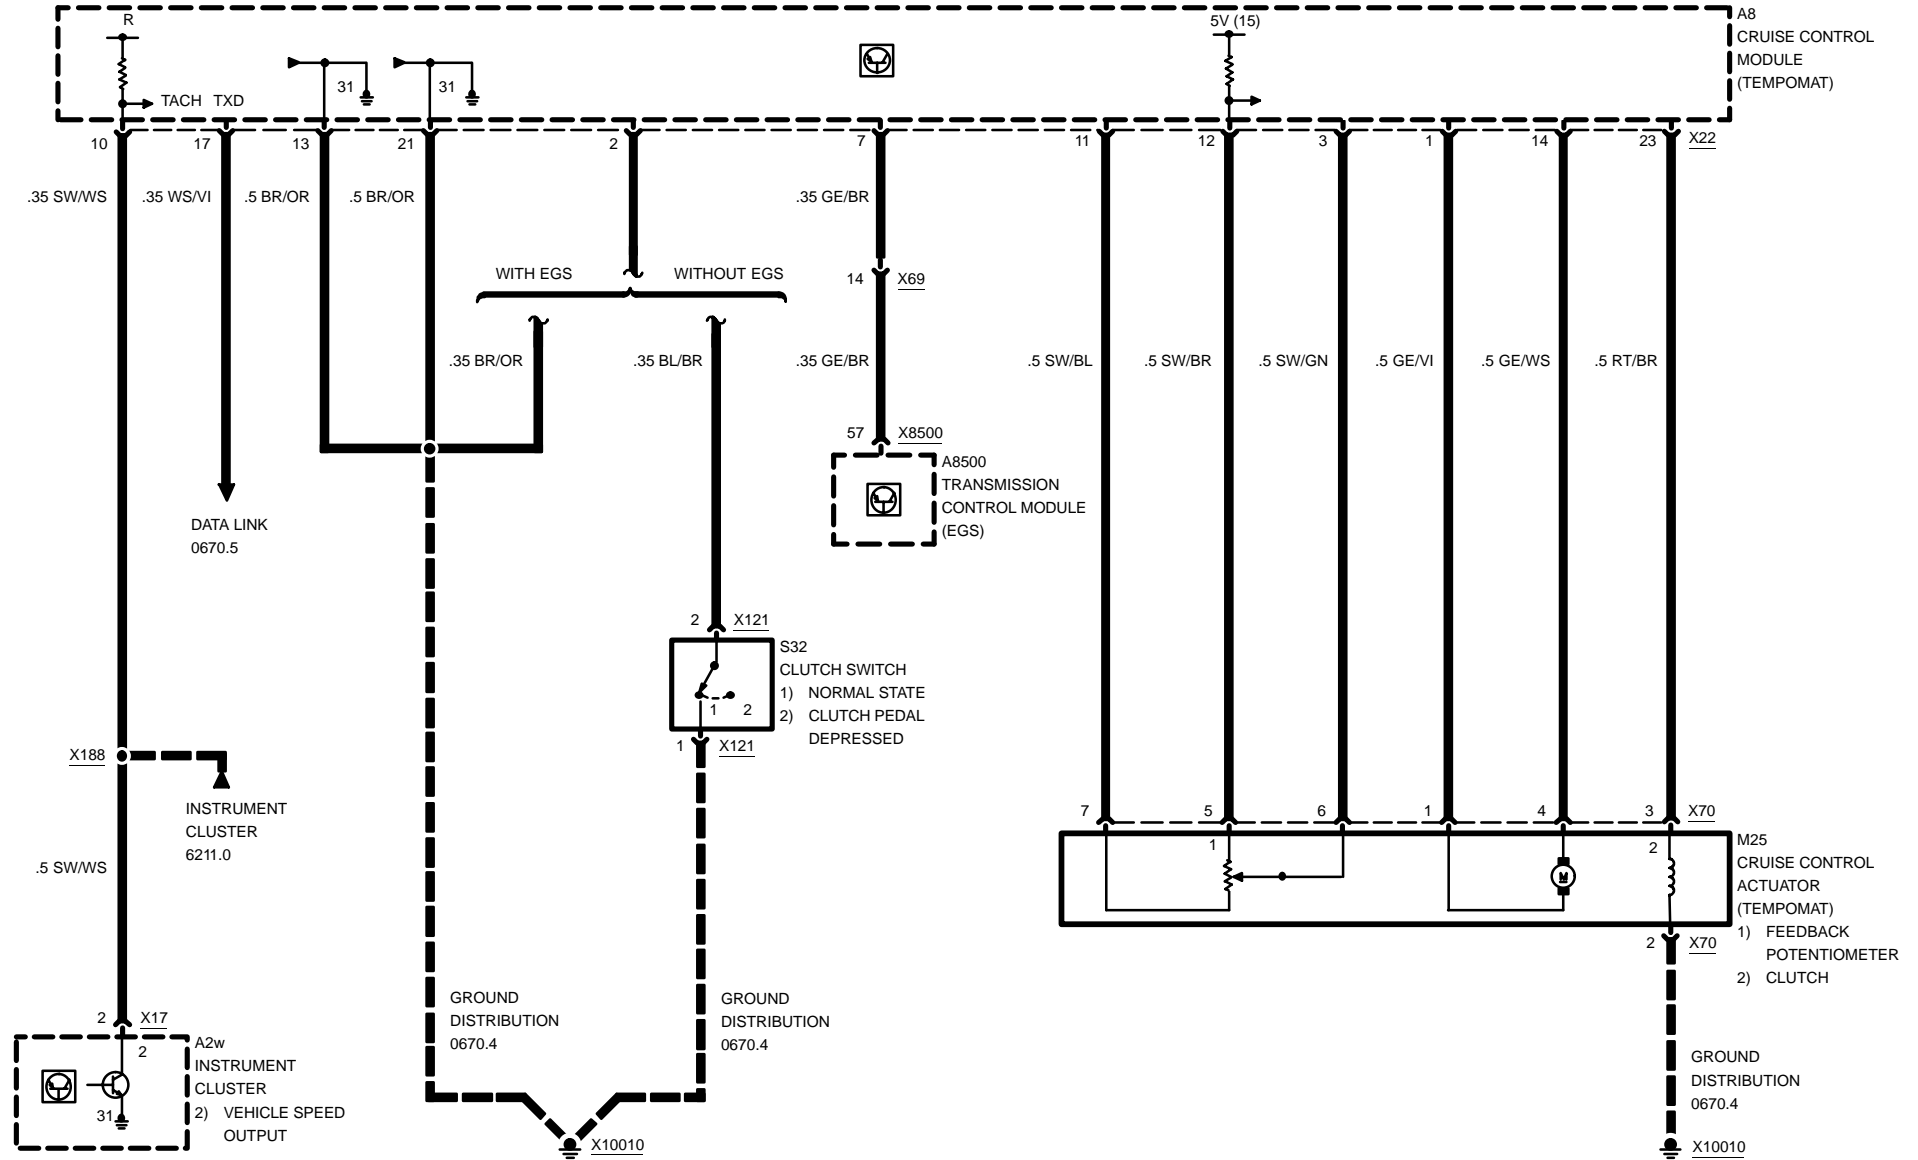 R
5V (15)
A8
CRUISE CONTROL
MODULE
(TEMPOMAT)
31
31
TACH TXD
10
17
13
21
2
7
11
12
3
1
14
23
X22
.35 SW/WS
.35 WS/VI
.5 BR/OR
.5 BR/OR
.35 GE/BR
WITH EGS
WITHOUT EGS
14
X69
.35 BR/OR
.35 BL/BR
.35 GE/BR
.5 SW/BL
.5 SW/BR
.5 SW/GN
.5 GE/VI
.5 GE/WS
.5 RT/BR
57
X8500
A8500
TRANSMISSION
CONTROL MODULE
(EGS)
DATA LINK
0670.5
2
X121
S32
CLUTCH SWITCH
1) NORMAL STATE
2) CLUTCH PEDAL
DEPRESSED
1
2
1
X121
X188
INSTRUMENT
CLUSTER
6211.0
.5 SW/WS
7
5
6
1
4
3
X70
1
2
M
M25
CRUISE CONTROL
ACTUATOR
(TEMPOMAT)
1) FEEDBACK
POTENTIOMETER
2) CLUTCH
2
X70
GROUND
DISTRIBUTION
0670.4
GROUND
DISTRIBUTION
0670.4
2
X17
2
31
A2w
INSTRUMENT
CLUSTER
2) VEHICLE SPEED
OUTPUT
GROUND
DISTRIBUTION
0670.4
X10010
X10010